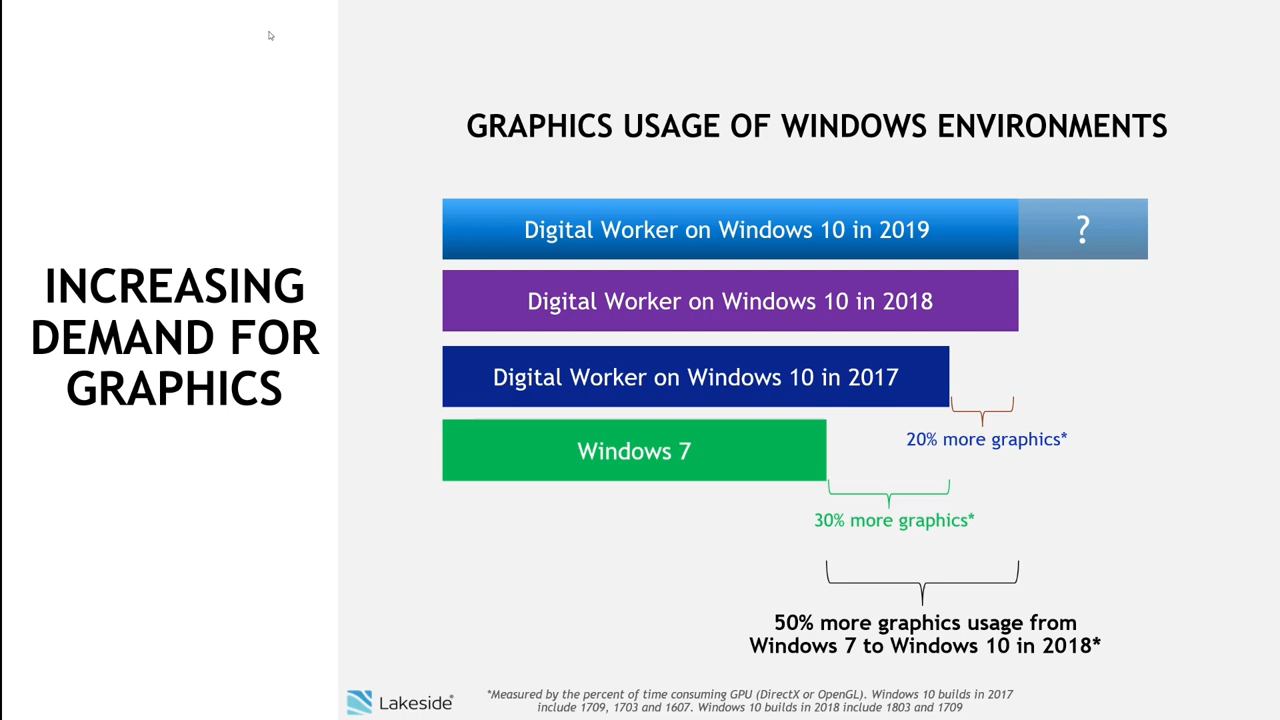 INCREASING
DEMAND FOR
GRAPHICS
GRAPHICS USAGE OF WINDOWS ENVIRONMENTS
Digital Worker on Windows 10 in 2019
?
Digital Worker on Windows 10 in 2018
Digital Worker on Windows 10 in 2017
20% more graphics*
Windows 7
30% more graphics*
50% more graphics usage from
Windows 7 to Windows 10 in 2018*
Lakeside®
*Measured by the percent of time consuming GPU (DirectX or OpenGL). Windows 10 builds in 2017
include 1709, 1703 and 1607. Windows 10 builds in 2018 include 1803 and 1709